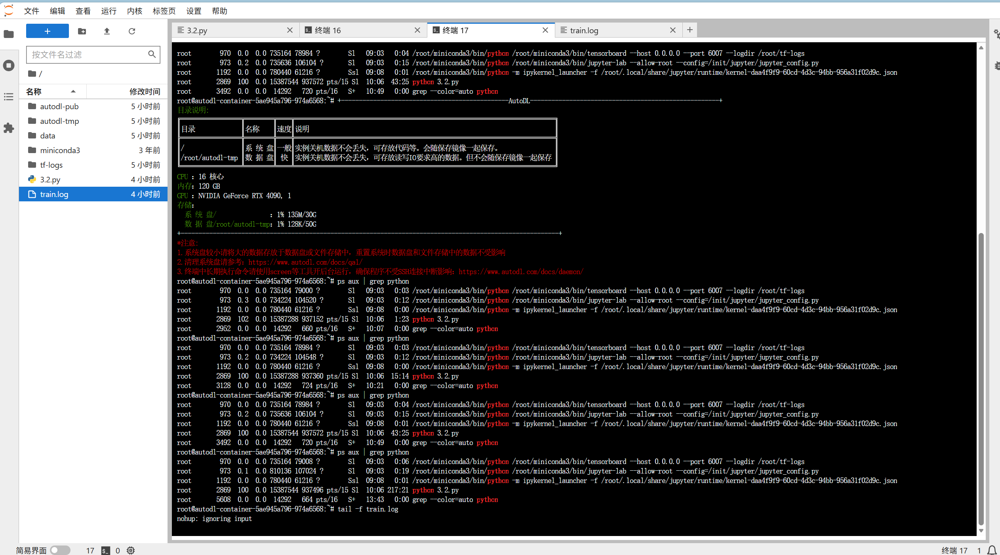 文件 编辑 查看 运行 内核 标签页 设置 帮助
+
按文件名过滤
/
名称 修改时间
autodl-pub 5 小时前
autodl-tmp 5 小时前
data 5 小时前
miniconda3 3 年前
tf-logs 5 小时前
3.2.py 4 小时前
train.log 4 小时前
3.2.py 终端 16 终端 17 train.log +
root 970 0.0 0.0 735164 78984 ? Sl 09:03 0:04 /root/miniconda3/bin/python /root/miniconda3/bin/tensorboard --host 0.0.0.0 --port 6007 --logdir /root/tf-logs
root 973 0.2 0.0 735636 106104 ? Sl 09:03 0:15 /root/miniconda3/bin/python /root/miniconda3/bin/jupyter-lab --allow-root --config=/init/jupyter/jupyter_config.py
root 1192 0.0 0.0 780440 61216 ? Ssl 09:08 0:01 /root/miniconda3/bin/python -m ipykernel_launcher -f /root/.local/share/jupyter/runtime/kernel-daa4f9f9-60cd-4d3c-94bb-956a31f02d9c.json
root 2869 100 0.0 15387544 937572 pts/15 Sl 10:06 43:25 python 3.2.py
root 3492 0.0 0.0 14292 720 pts/16 S+ 10:49 0:00 grep --color=auto python
root@autodl-container-5ae945a796-974a6568:~# +-----------------------------------------------AutoDL-----------------------------------------------------+
目录说明:
目录 名称 速度 说明
/ 系 统 盘 一般 实例关机数据不会丢失，可存放代码等。会随保存镜像一起保存。
/root/autodl-tmp 数 据 盘 快 实例关机数据不会丢失，可存放读写IO要求高的数据。但不会随保存镜像一起保存
CPU ：16 核心
内存：120 GB
GPU ：NVIDIA GeForce RTX 4090, 1
存储：
系 统 盘/ ：1% 135M/30G
数 据 盘/root/autodl-tmp：1% 128K/50G
+----------------------------------------------------------------------------------------------------------+
*注意:
1.系统盘较小请将大的数据存放于数据盘或文件存储中，重置系统时数据盘和文件存储中的数据不受影响
2.清理系统盘请参考：https://www.autodl.com/docs/qa1/
3.终端中长期执行命令请使用screen等工具开后台运行，确保程序不受SSH连接中断影响：https://www.autodl.com/docs/daemon/
root@autodl-container-5ae945a796-974a6568:~# ps aux | grep python
root 970 0.0 0.0 735164 79000 ? Sl 09:03 0:03 /root/miniconda3/bin/python /root/miniconda3/bin/tensorboard --host 0.0.0.0 --port 6007 --logdir /root/tf-logs
root 973 0.3 0.0 734224 104520 ? Sl 09:03 0:12 /root/miniconda3/bin/python /root/miniconda3/bin/jupyter-lab --allow-root --config=/init/jupyter/jupyter_config.py
root 1192 0.0 0.0 780440 61216 ? Ssl 09:08 0:00 /root/miniconda3/bin/python -m ipykernel_launcher -f /root/.local/share/jupyter/runtime/kernel-daa4f9f9-60cd-4d3c-94bb-956a31f02d9c.json
root 2869 102 0.0 15387288 937152 pts/15 Sl 10:06 1:23 python 3.2.py
root 2952 0.0 0.0 14292 660 pts/16 S+ 10:07 0:00 grep --color=auto python
root@autodl-container-5ae945a796-974a6568:~# ps aux | grep python
root 970 0.0 0.0 735164 78984 ? Sl 09:03 0:03 /root/miniconda3/bin/python /root/miniconda3/bin/tensorboard --host 0.0.0.0 --port 6007 --logdir /root/tf-logs
root 973 0.2 0.0 734224 104548 ? Sl 09:03 0:12 /root/miniconda3/bin/python /root/miniconda3/bin/jupyter-lab --allow-root --config=/init/jupyter/jupyter_config.py
root 1192 0.0 0.0 780440 61216 ? Ssl 09:08 0:00 /root/miniconda3/bin/python -m ipykernel_launcher -f /root/.local/share/jupyter/runtime/kernel-daa4f9f9-60cd-4d3c-94bb-956a31f02d9c.json
root 2869 100 0.0 15387288 937360 pts/15 Sl 10:06 15:14 python 3.2.py
root 3128 0.0 0.0 14292 724 pts/16 S+ 10:21 0:00 grep --color=auto python
root@autodl-container-5ae945a796-974a6568:~# ps aux | grep python
root 970 0.0 0.0 735164 78984 ? Sl 09:03 0:04 /root/miniconda3/bin/python /root/miniconda3/bin/tensorboard --host 0.0.0.0 --port 6007 --logdir /root/tf-logs
root 973 0.2 0.0 735636 106104 ? Sl 09:03 0:15 /root/miniconda3/bin/python /root/miniconda3/bin/jupyter-lab --allow-root --config=/init/jupyter/jupyter_config.py
root 1192 0.0 0.0 780440 61216 ? Ssl 09:08 0:01 /root/miniconda3/bin/python -m ipykernel_launcher -f /root/.local/share/jupyter/runtime/kernel-daa4f9f9-60cd-4d3c-94bb-956a31f02d9c.json
root 2869 100 0.0 15387544 937572 pts/15 Sl 10:06 43:25 python 3.2.py
root 3492 0.0 0.0 14292 720 pts/16 S+ 10:49 0:00 grep --color=auto python
root@autodl-container-5ae945a796-974a6568:~# ps aux | grep python
root 970 0.0 0.0 735164 79008 ? Sl 09:03 0:06 /root/miniconda3/bin/python /root/miniconda3/bin/tensorboard --host 0.0.0.0 --port 6007 --logdir /root/tf-logs
root 973 0.1 0.0 810136 107024 ? Sl 09:03 0:19 /root/miniconda3/bin/python /root/miniconda3/bin/jupyter-lab --allow-root --config=/init/jupyter/jupyter_config.py
root 1192 0.0 0.0 780440 61216 ? Ssl 09:08 0:01 /root/miniconda3/bin/python -m ipykernel_launcher -f /root/.local/share/jupyter/runtime/kernel-daa4f9f9-60cd-4d3c-94bb-956a31f02d9c.json
root 2869 100 0.0 15387544 937496 pts/15 Sl 10:06 217:21 python 3.2.py
root 5608 0.0 0.0 14292 664 pts/16 S+ 13:43 0:00 grep --color=auto python
root@autodl-container-5ae945a796-974a6568:~# tail -f train.log
nohup: ignoring input
简易界面 17 $_ 0 终端 17 1